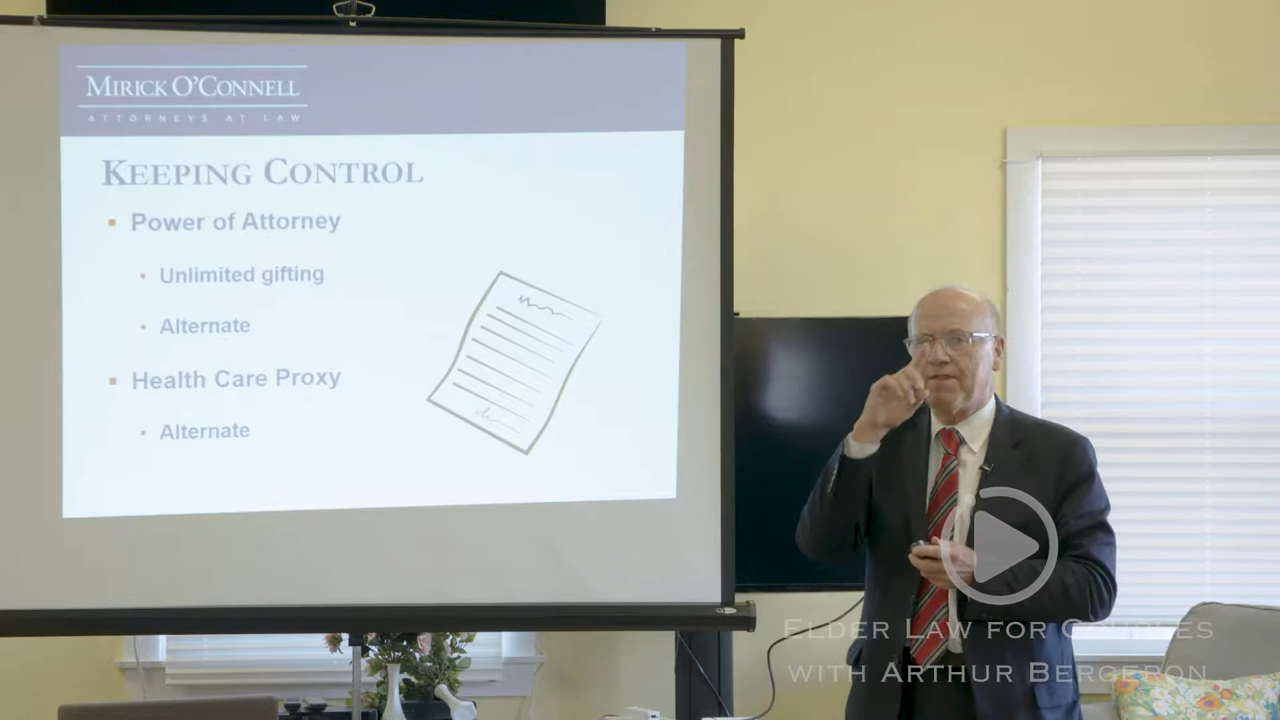 MIRICK O'CONNELL
ATTORNEYS AT LAW
KEEPING CONTROL
Power of Attorney
Unlimited gifting
Alternate
Health Care Proxy
Alternate
ELDER LAW FOR COUPLES
WITH ARTHUR BERGERON